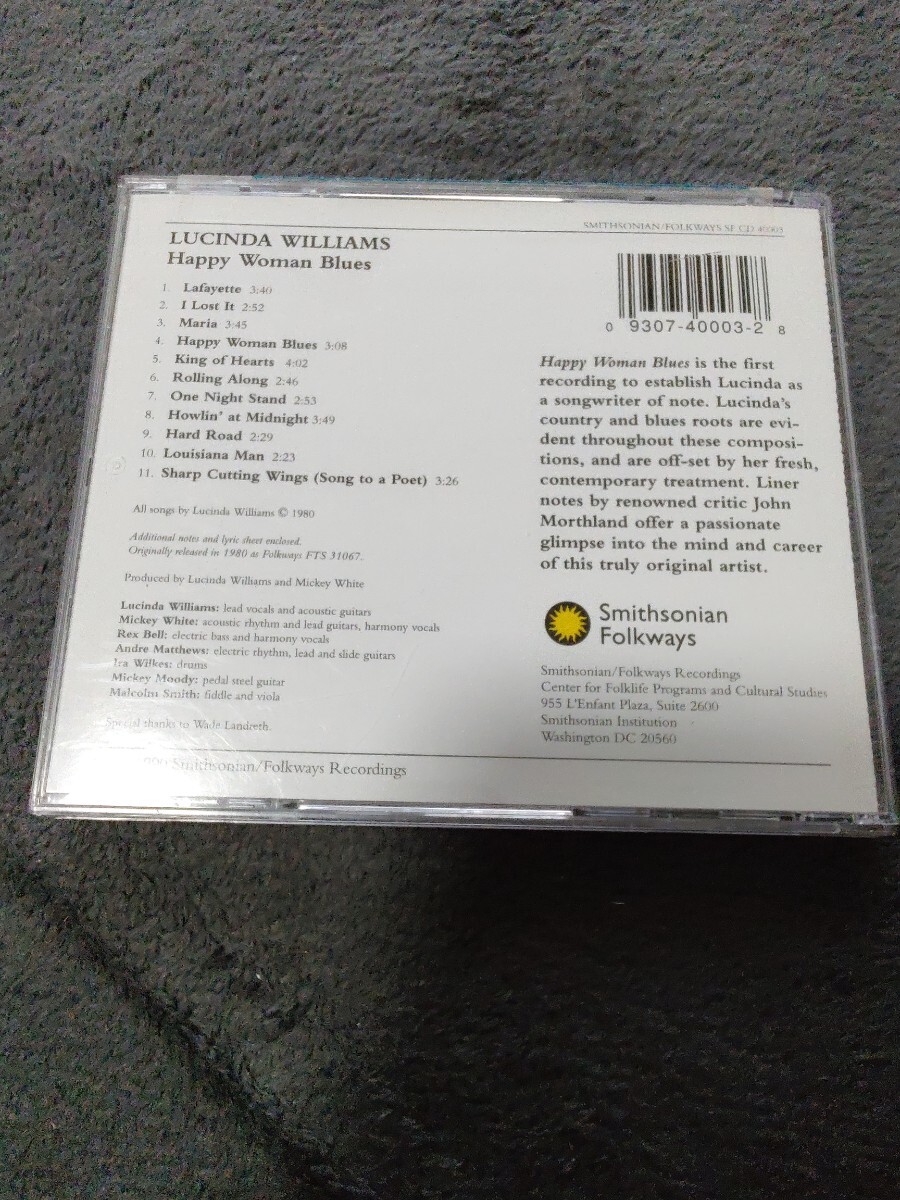 SMITHSONIAN/FOLKWAYS SF CD 40003
LUCINDA WILLIAMS
Happy Woman Blues
1. Lafayette 3:40
2. I Lost It 2:52
3. Maria 3:45
4. Happy Woman Blues 3:08
5. King of Hearts 4:02
6. Rolling Along 2:46
7. One Night Stand 2:53
8. Howlin' at Midnight 3:49
9. Hard Road 2:29
10. Louisiana Man 2:23
11. Sharp Cutting Wings (Song to a Poet) 3:26
All songs by Lucinda Williams © 1980
Additional notes and lyric sheet enclosed.
Originally released in 1980 as Folkways FTS 31067.
Produced by Lucinda Williams and Mickey White
Lucinda Williams: lead vocals and acoustic guitars
Mickey White: acoustic rhythm and lead guitars, harmony vocals
Rex Bell: electric bass and harmony vocals
Andre Matthews: electric rhythm, lead and slide guitars
Ira Wilkes: drums
Mickey Moody: pedal steel guitar
Malcolm Smith: fiddle and viola
Special thanks to Wade Landreth.
Smithsonian/Folkways Recordings
0 9307-40003-2 8
Happy Woman Blues is the first
recording to establish Lucinda as
a songwriter of note. Lucinda's
country and blues roots are evi-
dent throughout these composi-
tions, and are off-set by her fresh,
contemporary treatment. Liner
notes by renowned critic John
Morthland offer a passionate
glimpse into the mind and career
of this truly original artist.
Smithsonian
Folkways
Smithsonian/Folkways Recordings
Center for Folklife Programs and Cultural Studies
955 L'Enfant Plaza, Suite 2600
Smithsonian Institution
Washington DC 20560